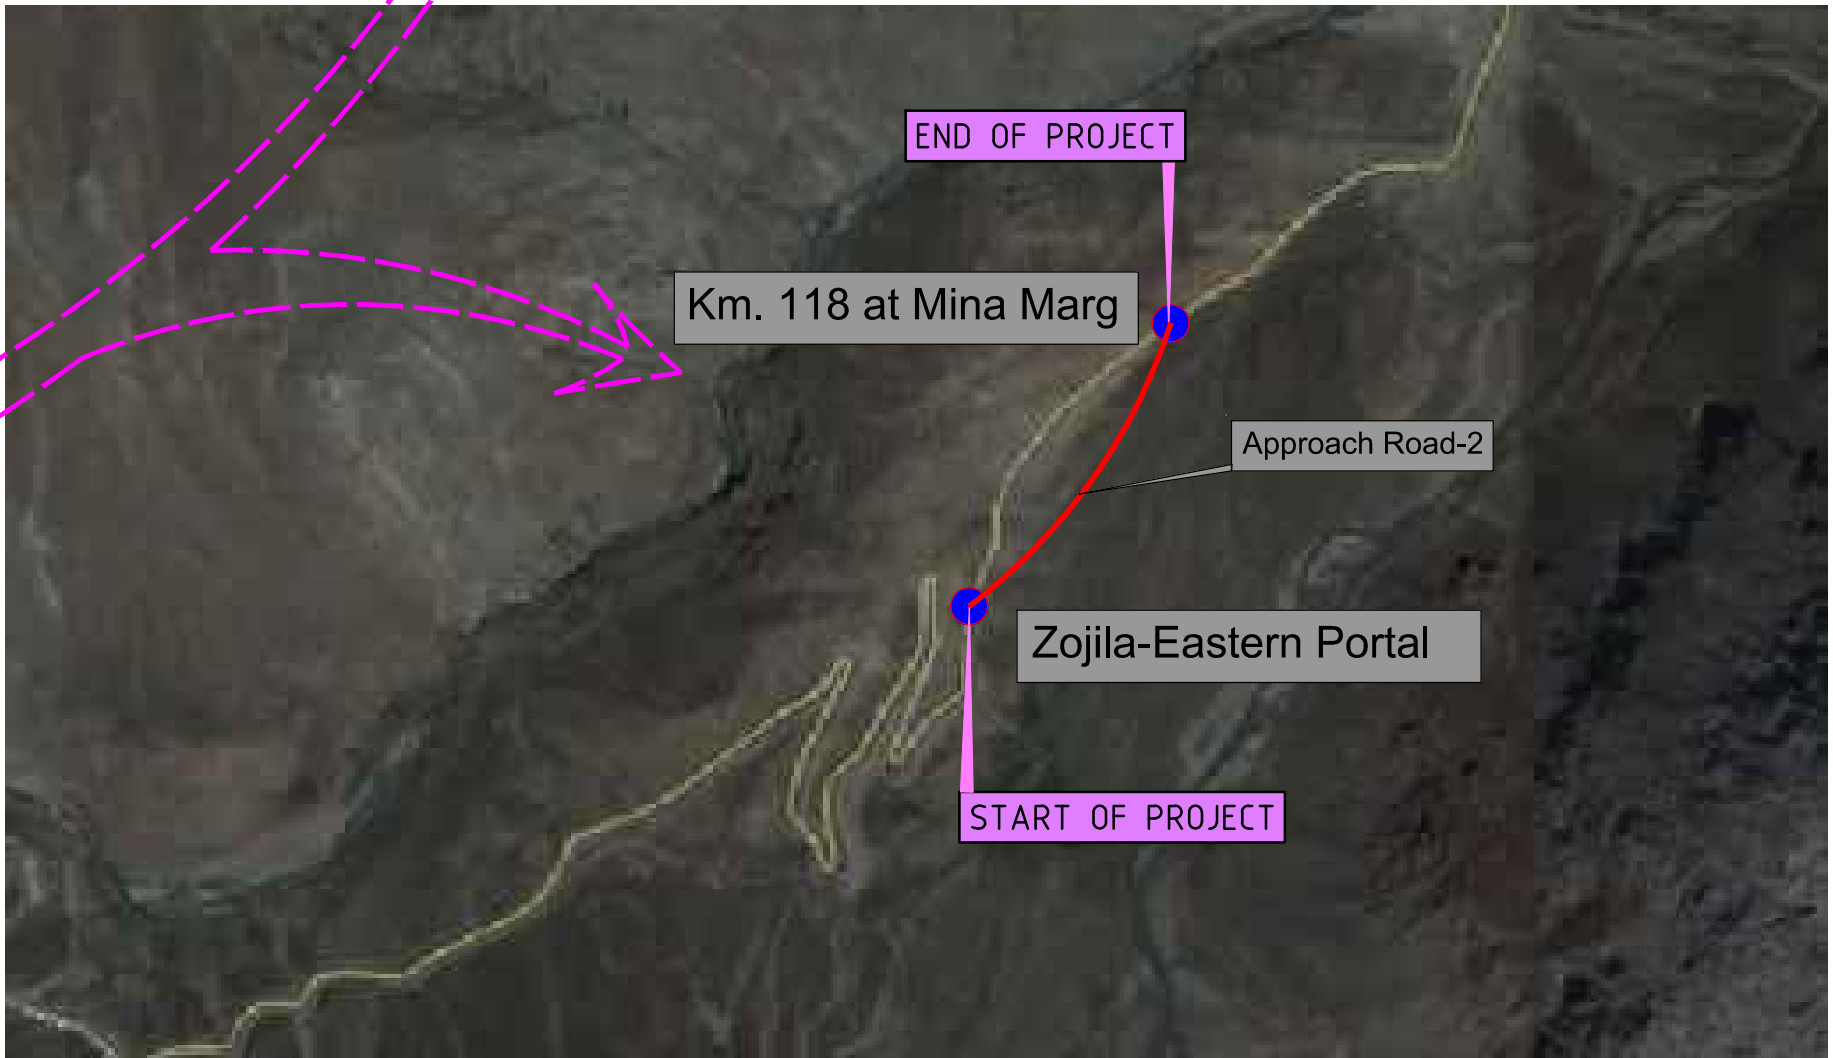 END OF PROJECT
Km. 118 at Mina Marg
Approach Road-2
Zojila-Eastern Portal
START OF PROJECT